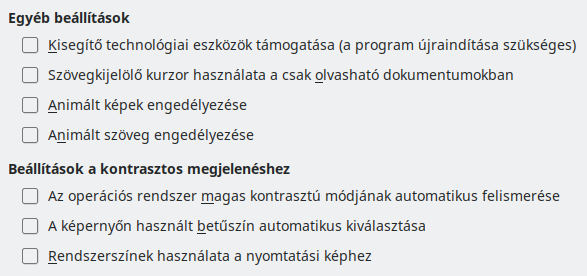 Egyéb beállítások
Kisegítő technológiai eszközök támogatása (a program újraindítása szükséges)
Szövegkijelölő kurzor használata a csak olvasható dokumentumokban
Animált képek engedélyezése
Animált szöveg engedélyezése
Beállítások a kontrasztos megjelenéshez
Az operációs rendszer magas kontrasztú módjának automatikus felismerése
A képernyőn használt betűszín automatikus kiválasztása
Rendszerszínek használata a nyomtatási képhez